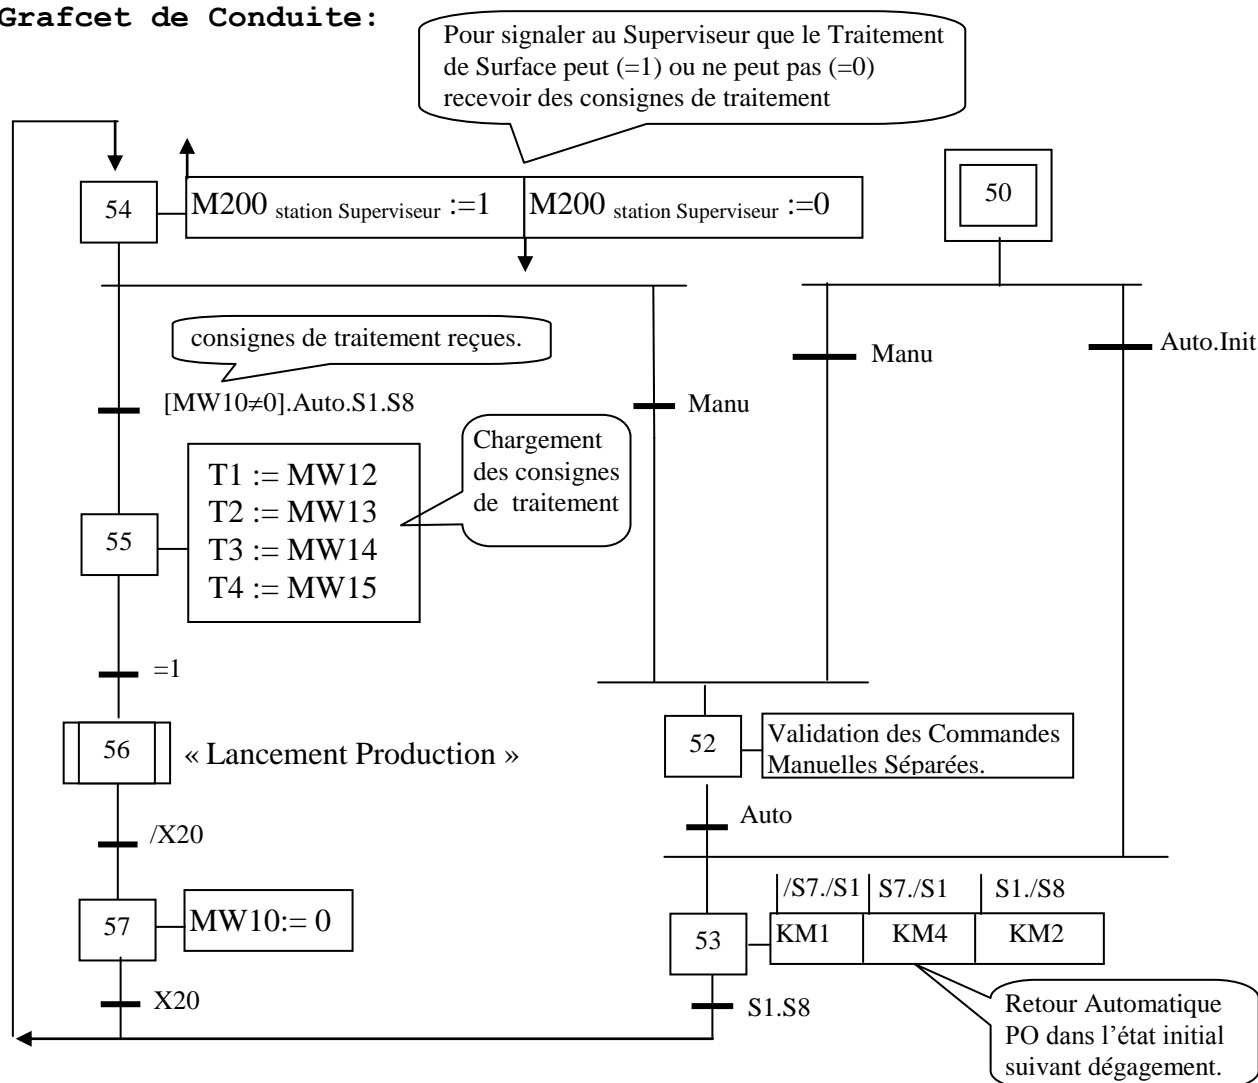 Grafcet de Conduite:
Pour signaler au Superviseur que le Traitement
de Surface peut (=1) ou ne peut pas (=0)
recevoir des consignes de traitement
54
M200 station Superviseur :=1
M200 station Superviseur :=0
50
consignes de traitement reçues.
Manu
Auto.Init
[MW10≠0].Auto.S1.S8
Manu
T1 := MW12
T2 := MW13
T3 := MW14
T4 := MW15
Chargement
des consignes
de traitement
55
=1
56
« Lancement Production »
52
Validation des Commandes
Manuelles Séparées.
/X20
Auto
57
MW10:= 0
/S7./S1
S7./S1
S1./S8
53
KM1
KM4
KM2
X20
S1.S8
Retour Automatique
PO dans l’état initial
suivant dégagement.